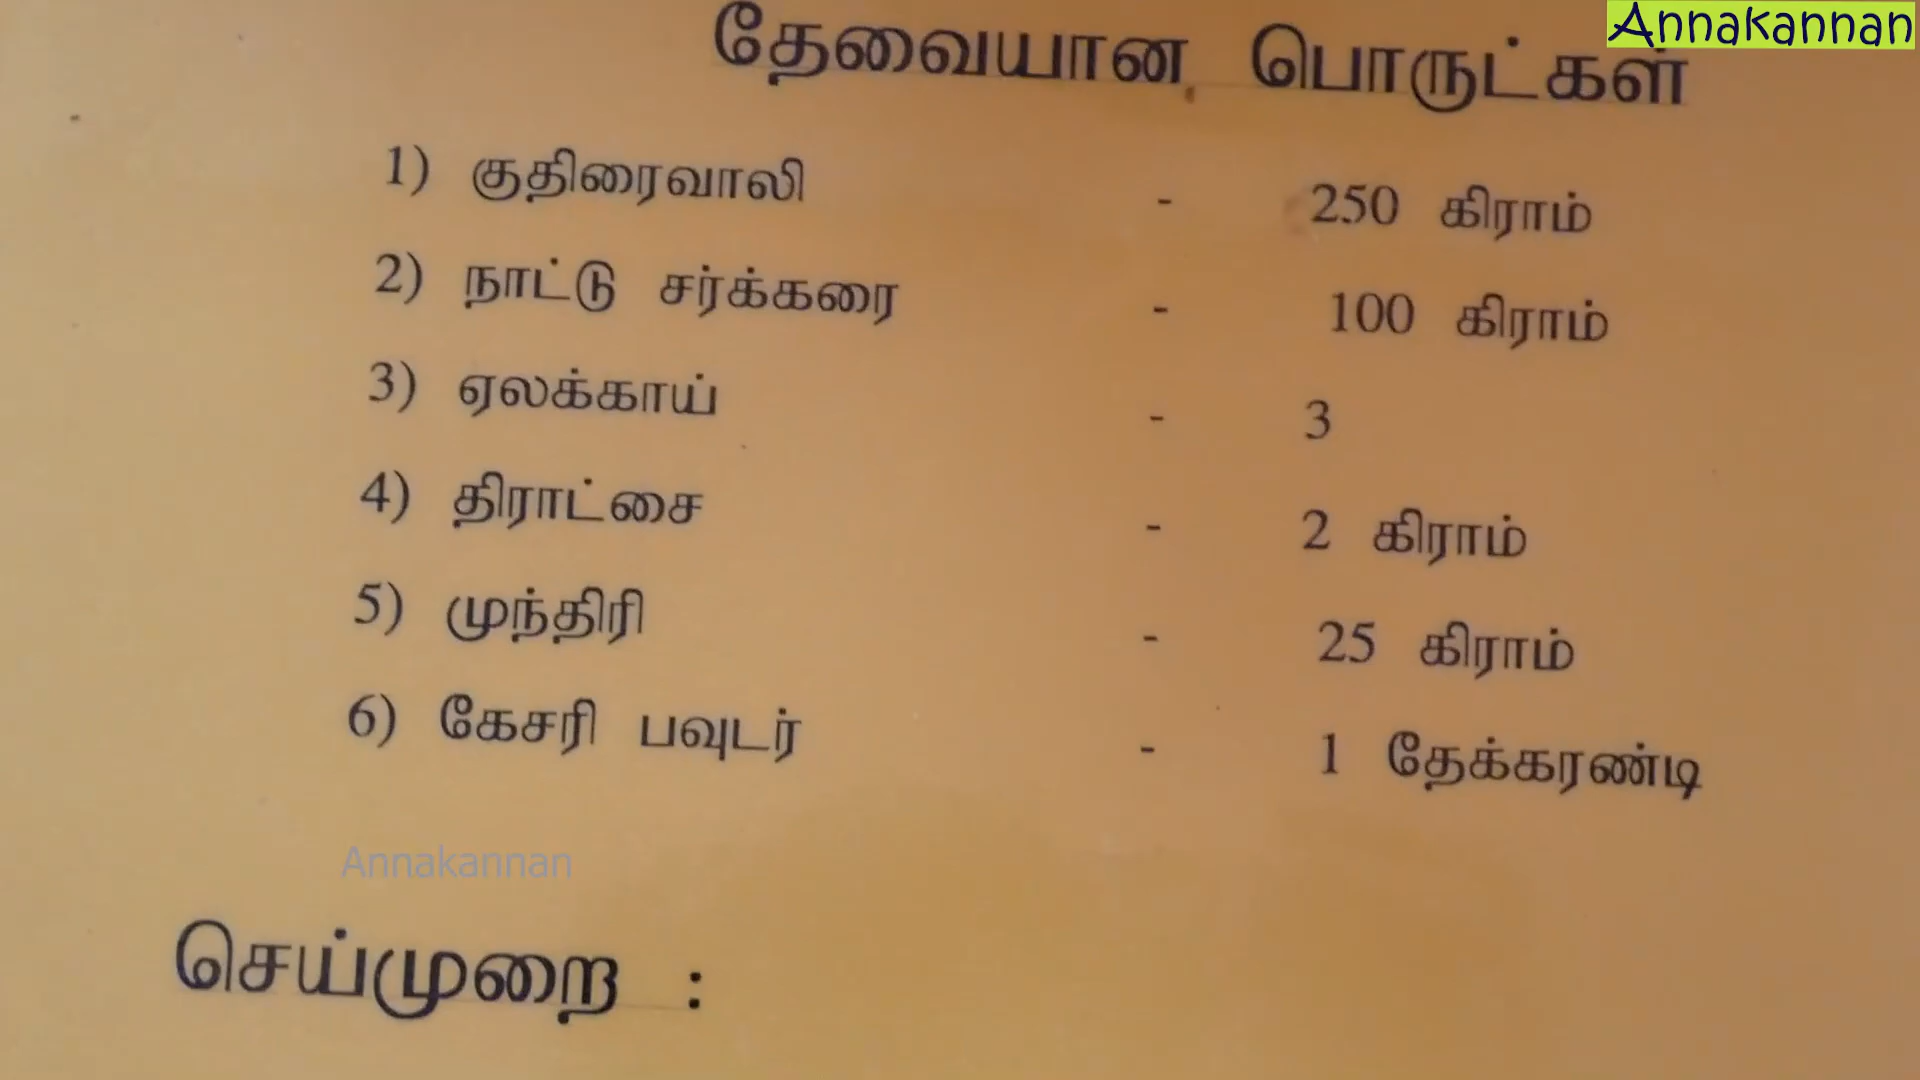 Annakannan
தேவையான பொருட்கள்
1) குதிரைவாலி - 250 கிராம்
2) நாட்டு சர்க்கரை - 100 கிராம்
3) ஏலக்காய் - 3
4) திராட்சை - 2 கிராம்
5) முந்திரி - 25 கிராம்
6) கேசரி பவுடர் - 1 தேக்கரண்டி
Annakannan
செய்முறை :